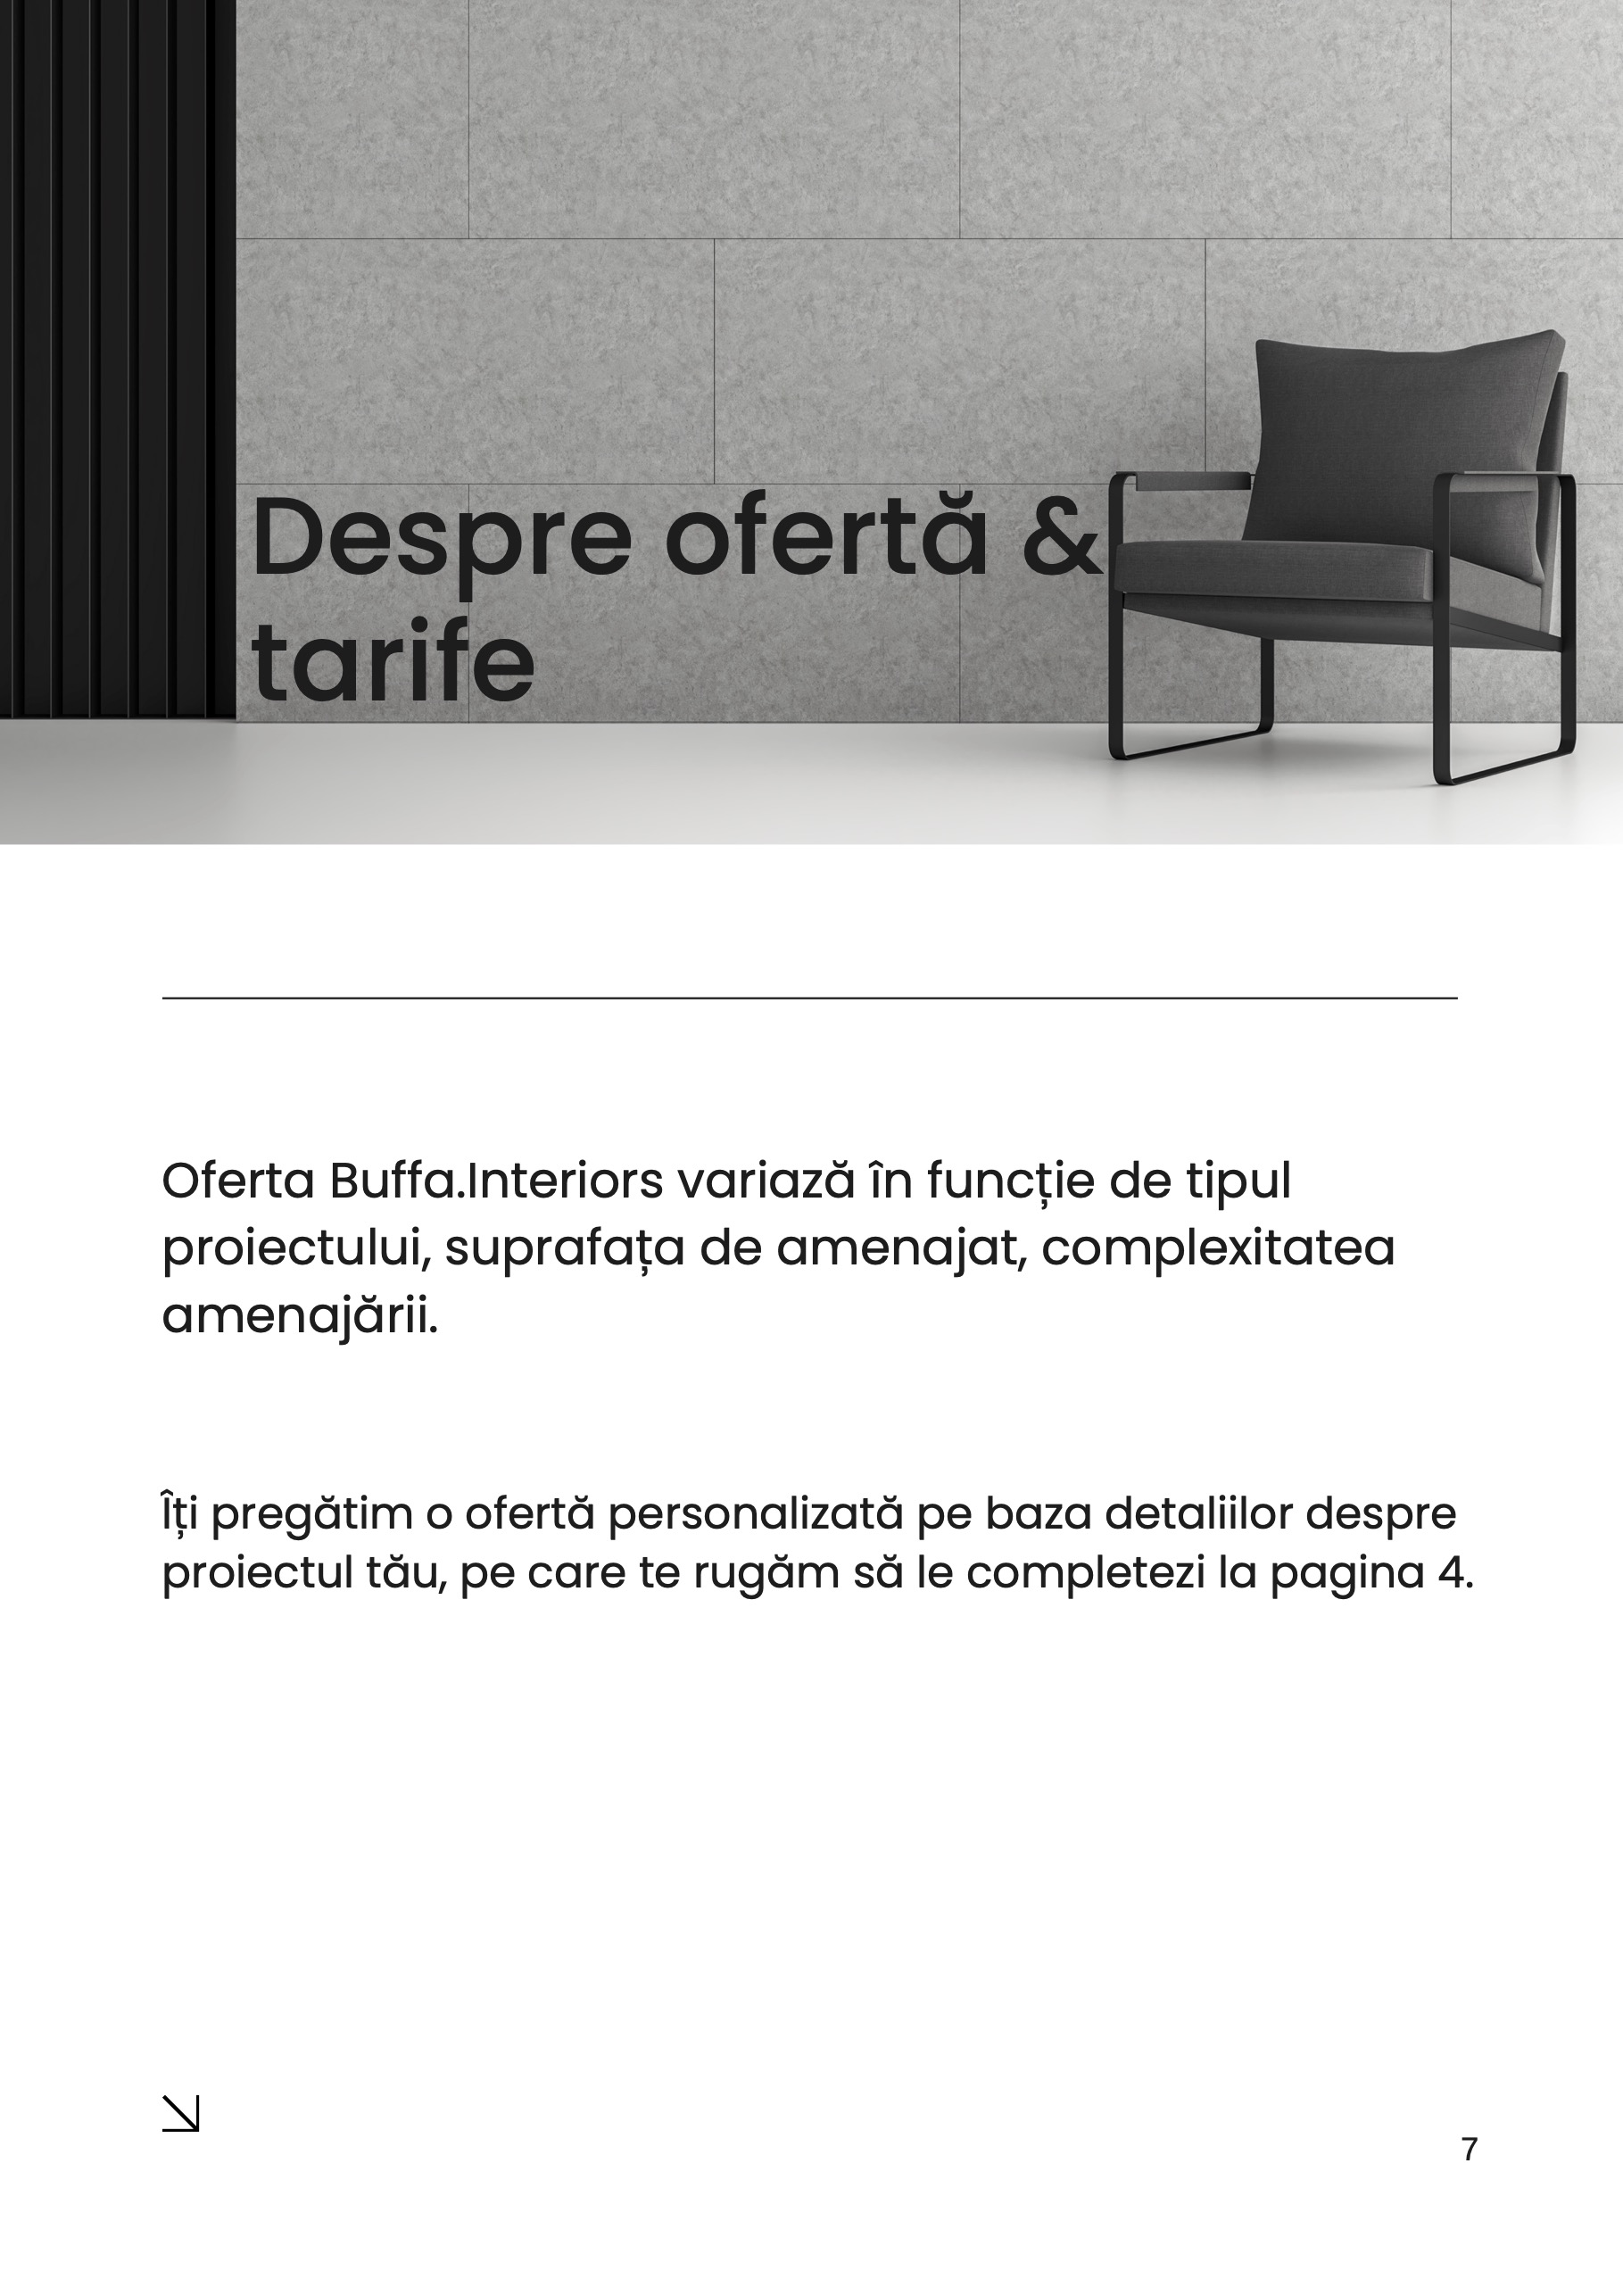 Despre ofertă &
tarife
Oferta Buffa.Interiors variază în funcție de tipul
proiectului, suprafața de amenajat, complexitatea
amenajării.
Îți pregătim o ofertă personalizată pe baza detaliilor despre
proiectul tău, pe care te rugăm să le completezi la pagina 4.
7